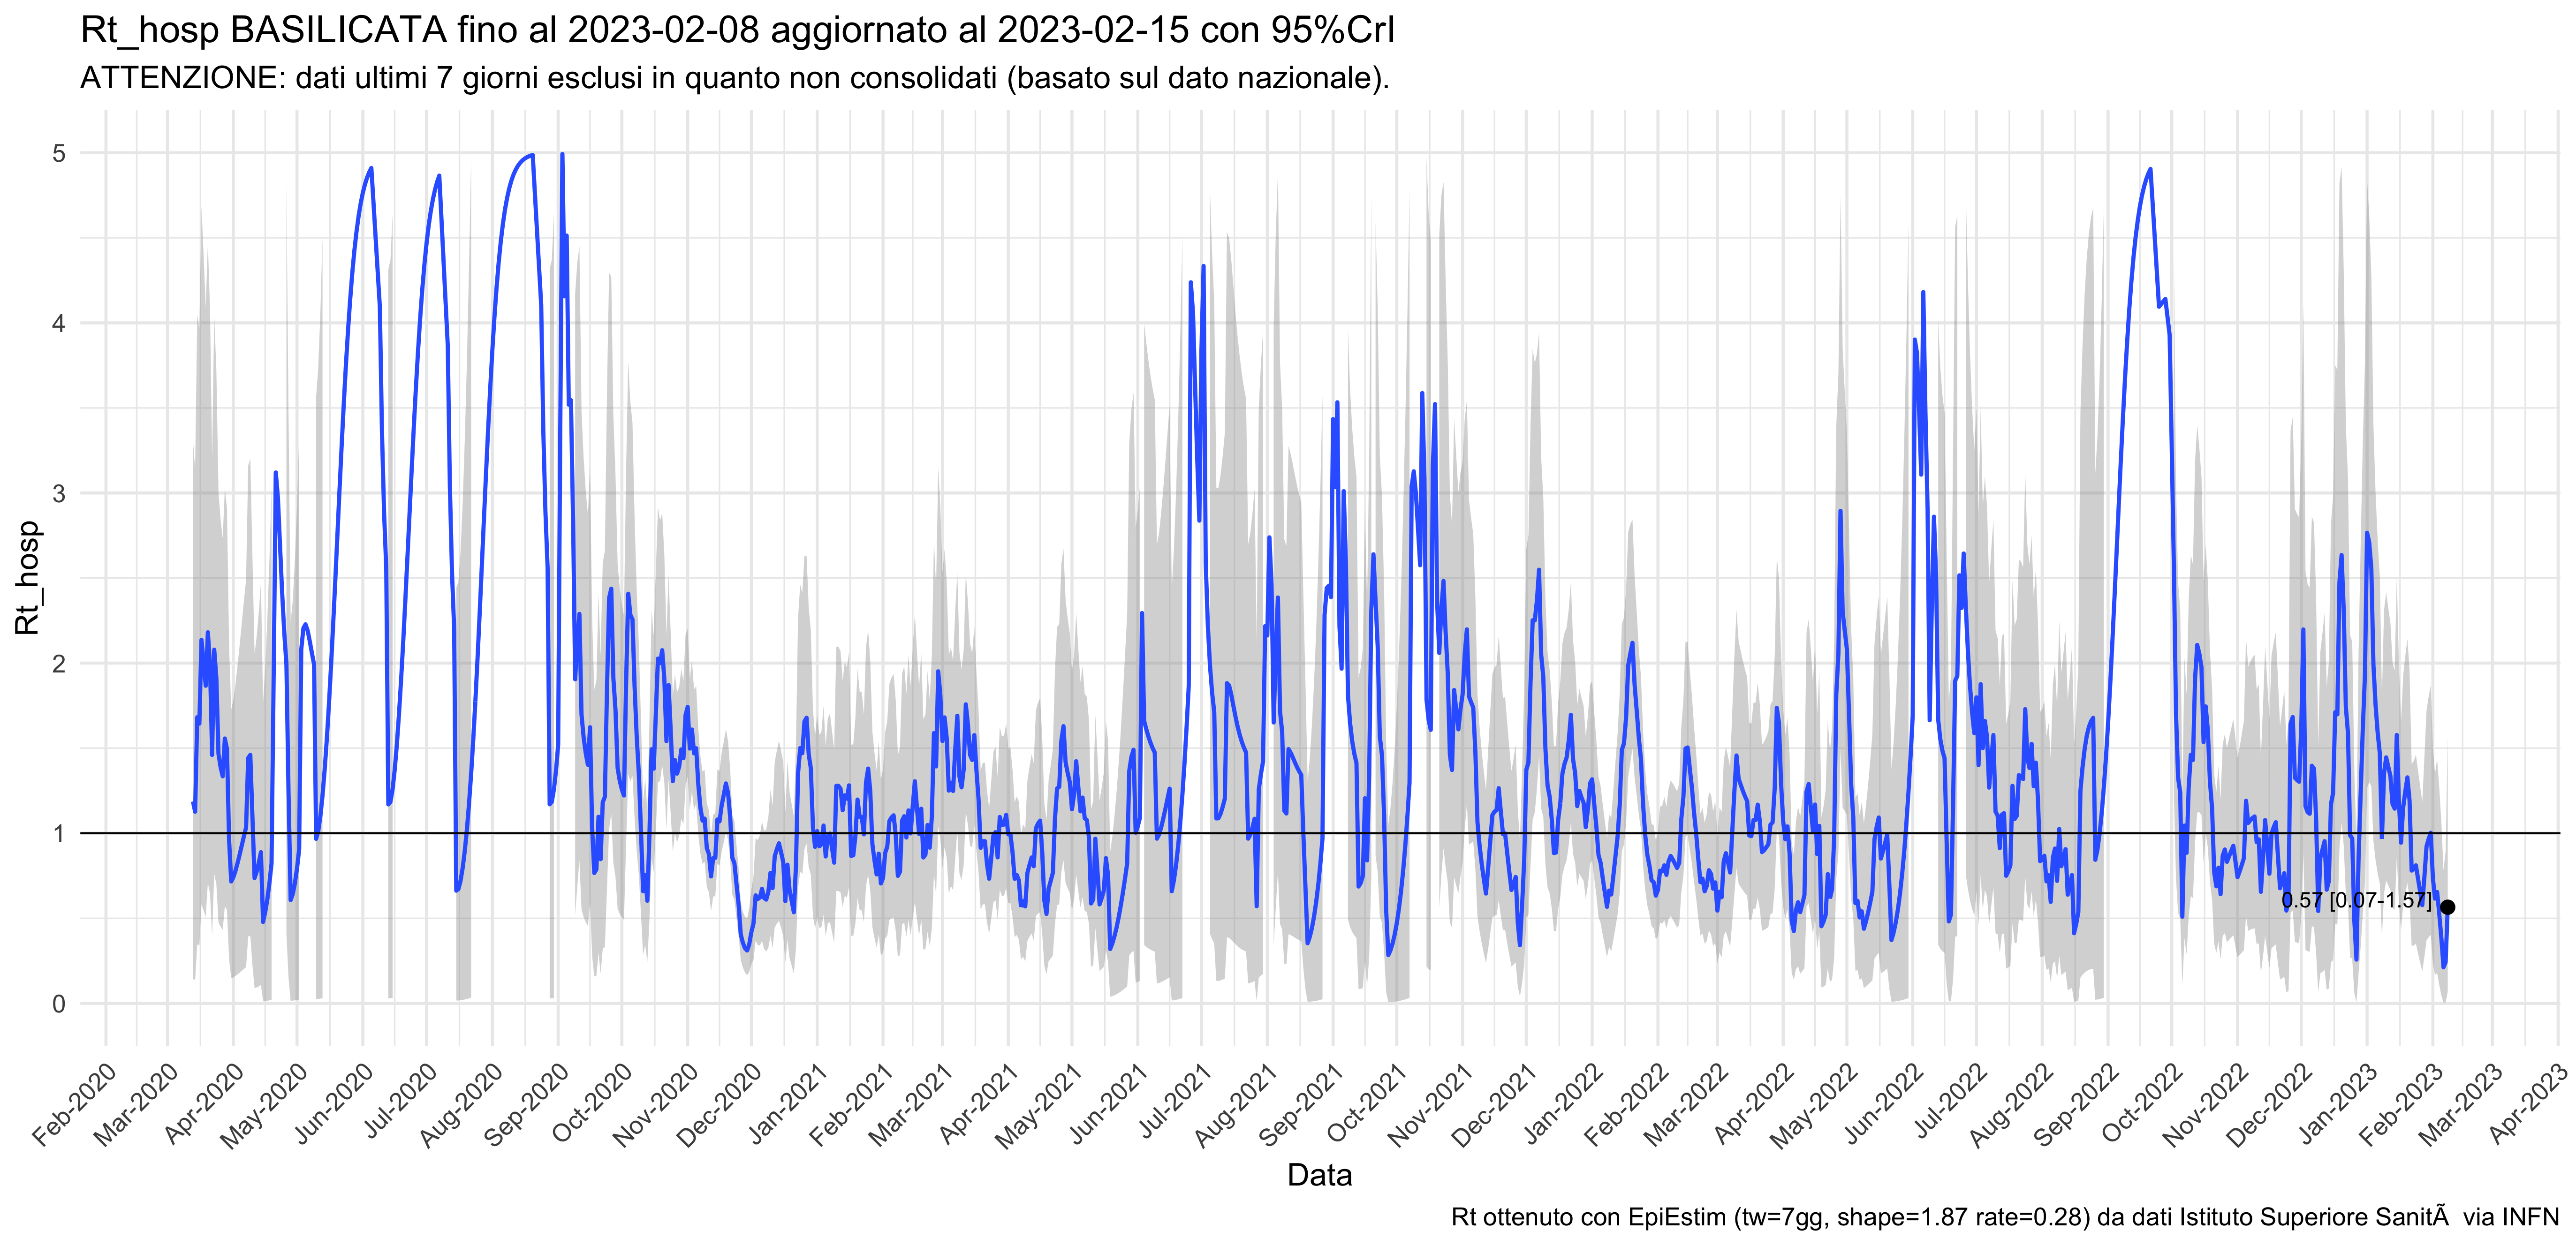 Rt_hosp BASILICATA fino al 2023-02-08 aggiornato al 2023-02-15 con 95%CrI
ATTENZIONE: dati ultimi 7 giorni esclusi in quanto non consolidati (basato sul dato nazionale).
5
4
3
2
1
0
Rt_hosp
0.57 [0.07-1.57]
Feb-2020
Mar-2020
Apr-2020
May-2020
Jun-2020
Jul-2020
Aug-2020
Sep-2020
Oct-2020
Nov-2020
Dec-2020
Jan-2021
Feb-2021
Mar-2021
Apr-2021
May-2021
Jun-2021
Jul-2021
Aug-2021
Sep-2021
Oct-2021
Nov-2021
Dec-2021
Jan-2022
Feb-2022
Mar-2022
Apr-2022
May-2022
Jun-2022
Jul-2022
Aug-2022
Sep-2022
Oct-2022
Nov-2022
Dec-2022
Jan-2023
Feb-2023
Mar-2023
Apr-2023
Data
Rt ottenuto con EpiEstim (tw=7gg, shape=1.87 rate=0.28) da dati Istituto Superiore SanitÃ  via INFN